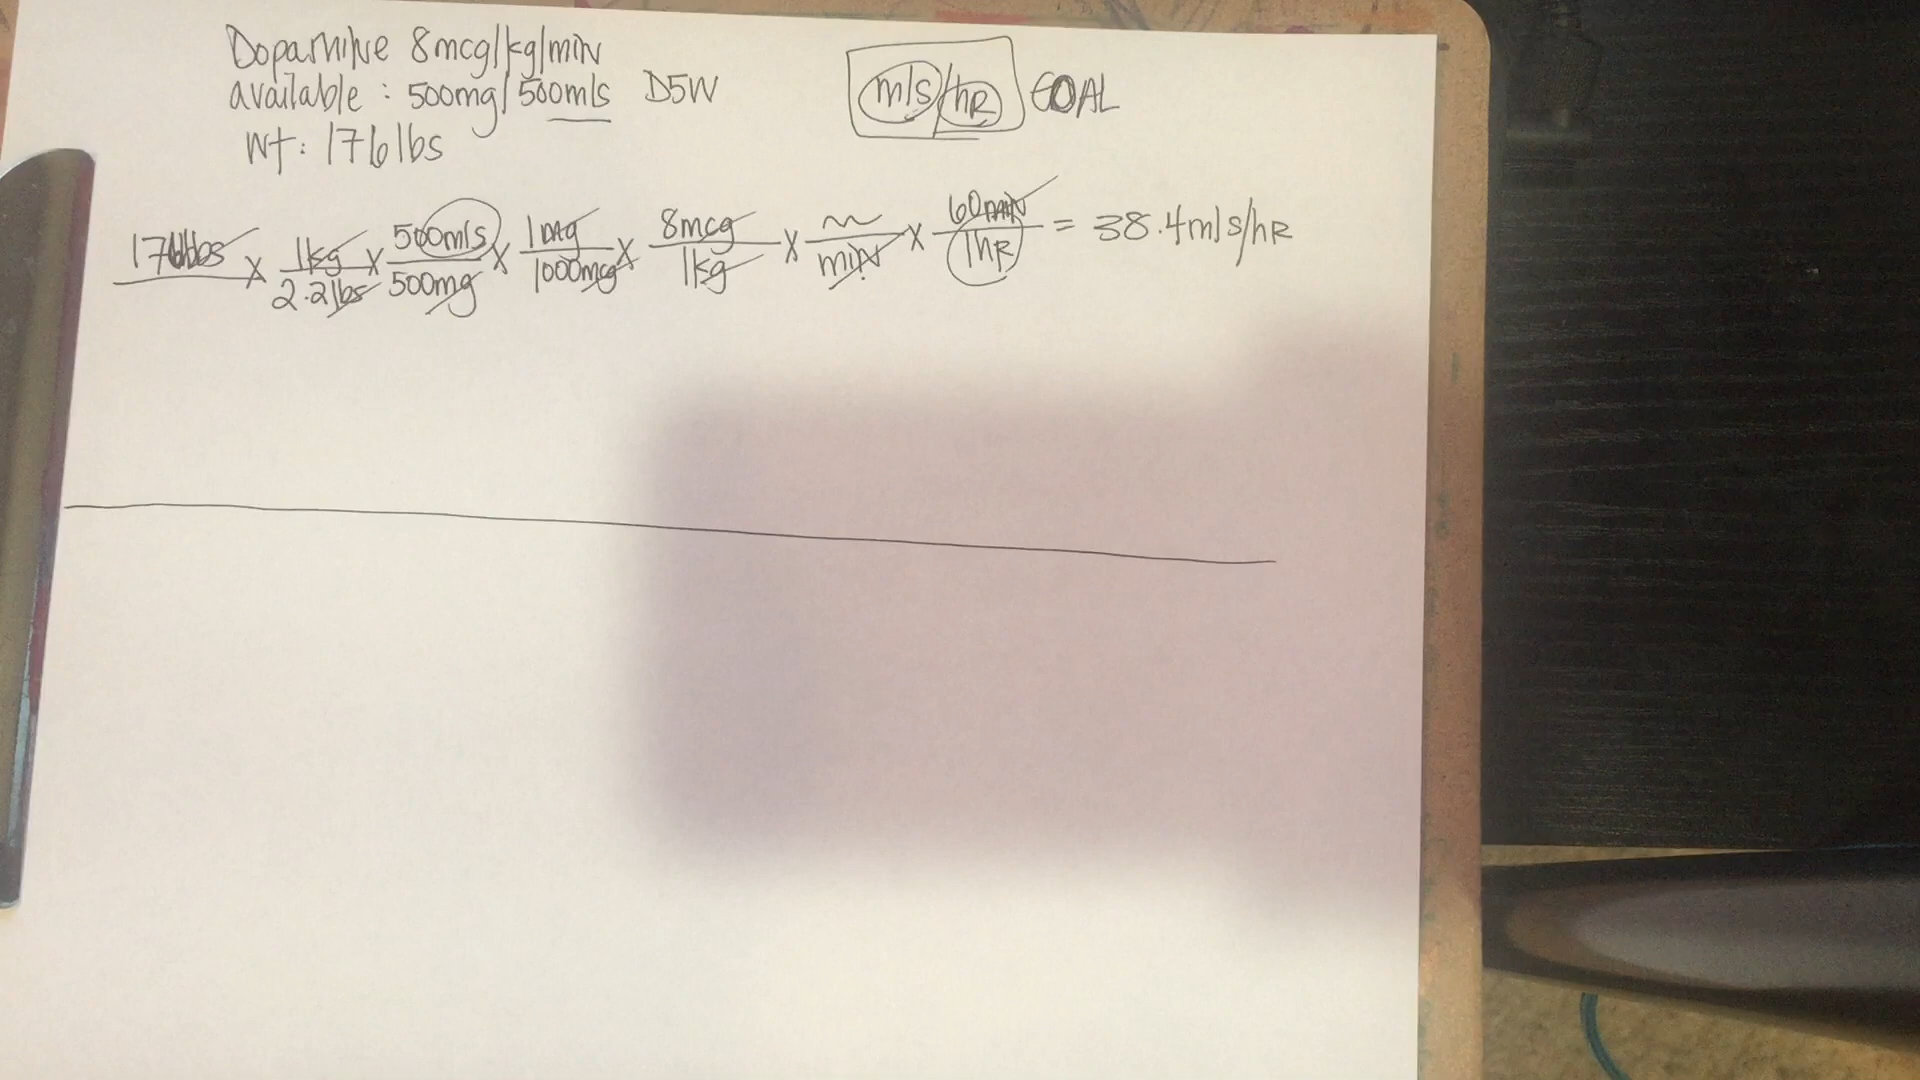 Dopamine 8mcg/kg/min
available : 500mg/500mls D5W
mls/hR GOAL
Wt: 176lbs
176lbs x 1kg/2.2lbs x 500mls/500mg x 1mg/1000mcg x 8mcg/1kg x /min x 60min/1hR = 38.4mls/hR